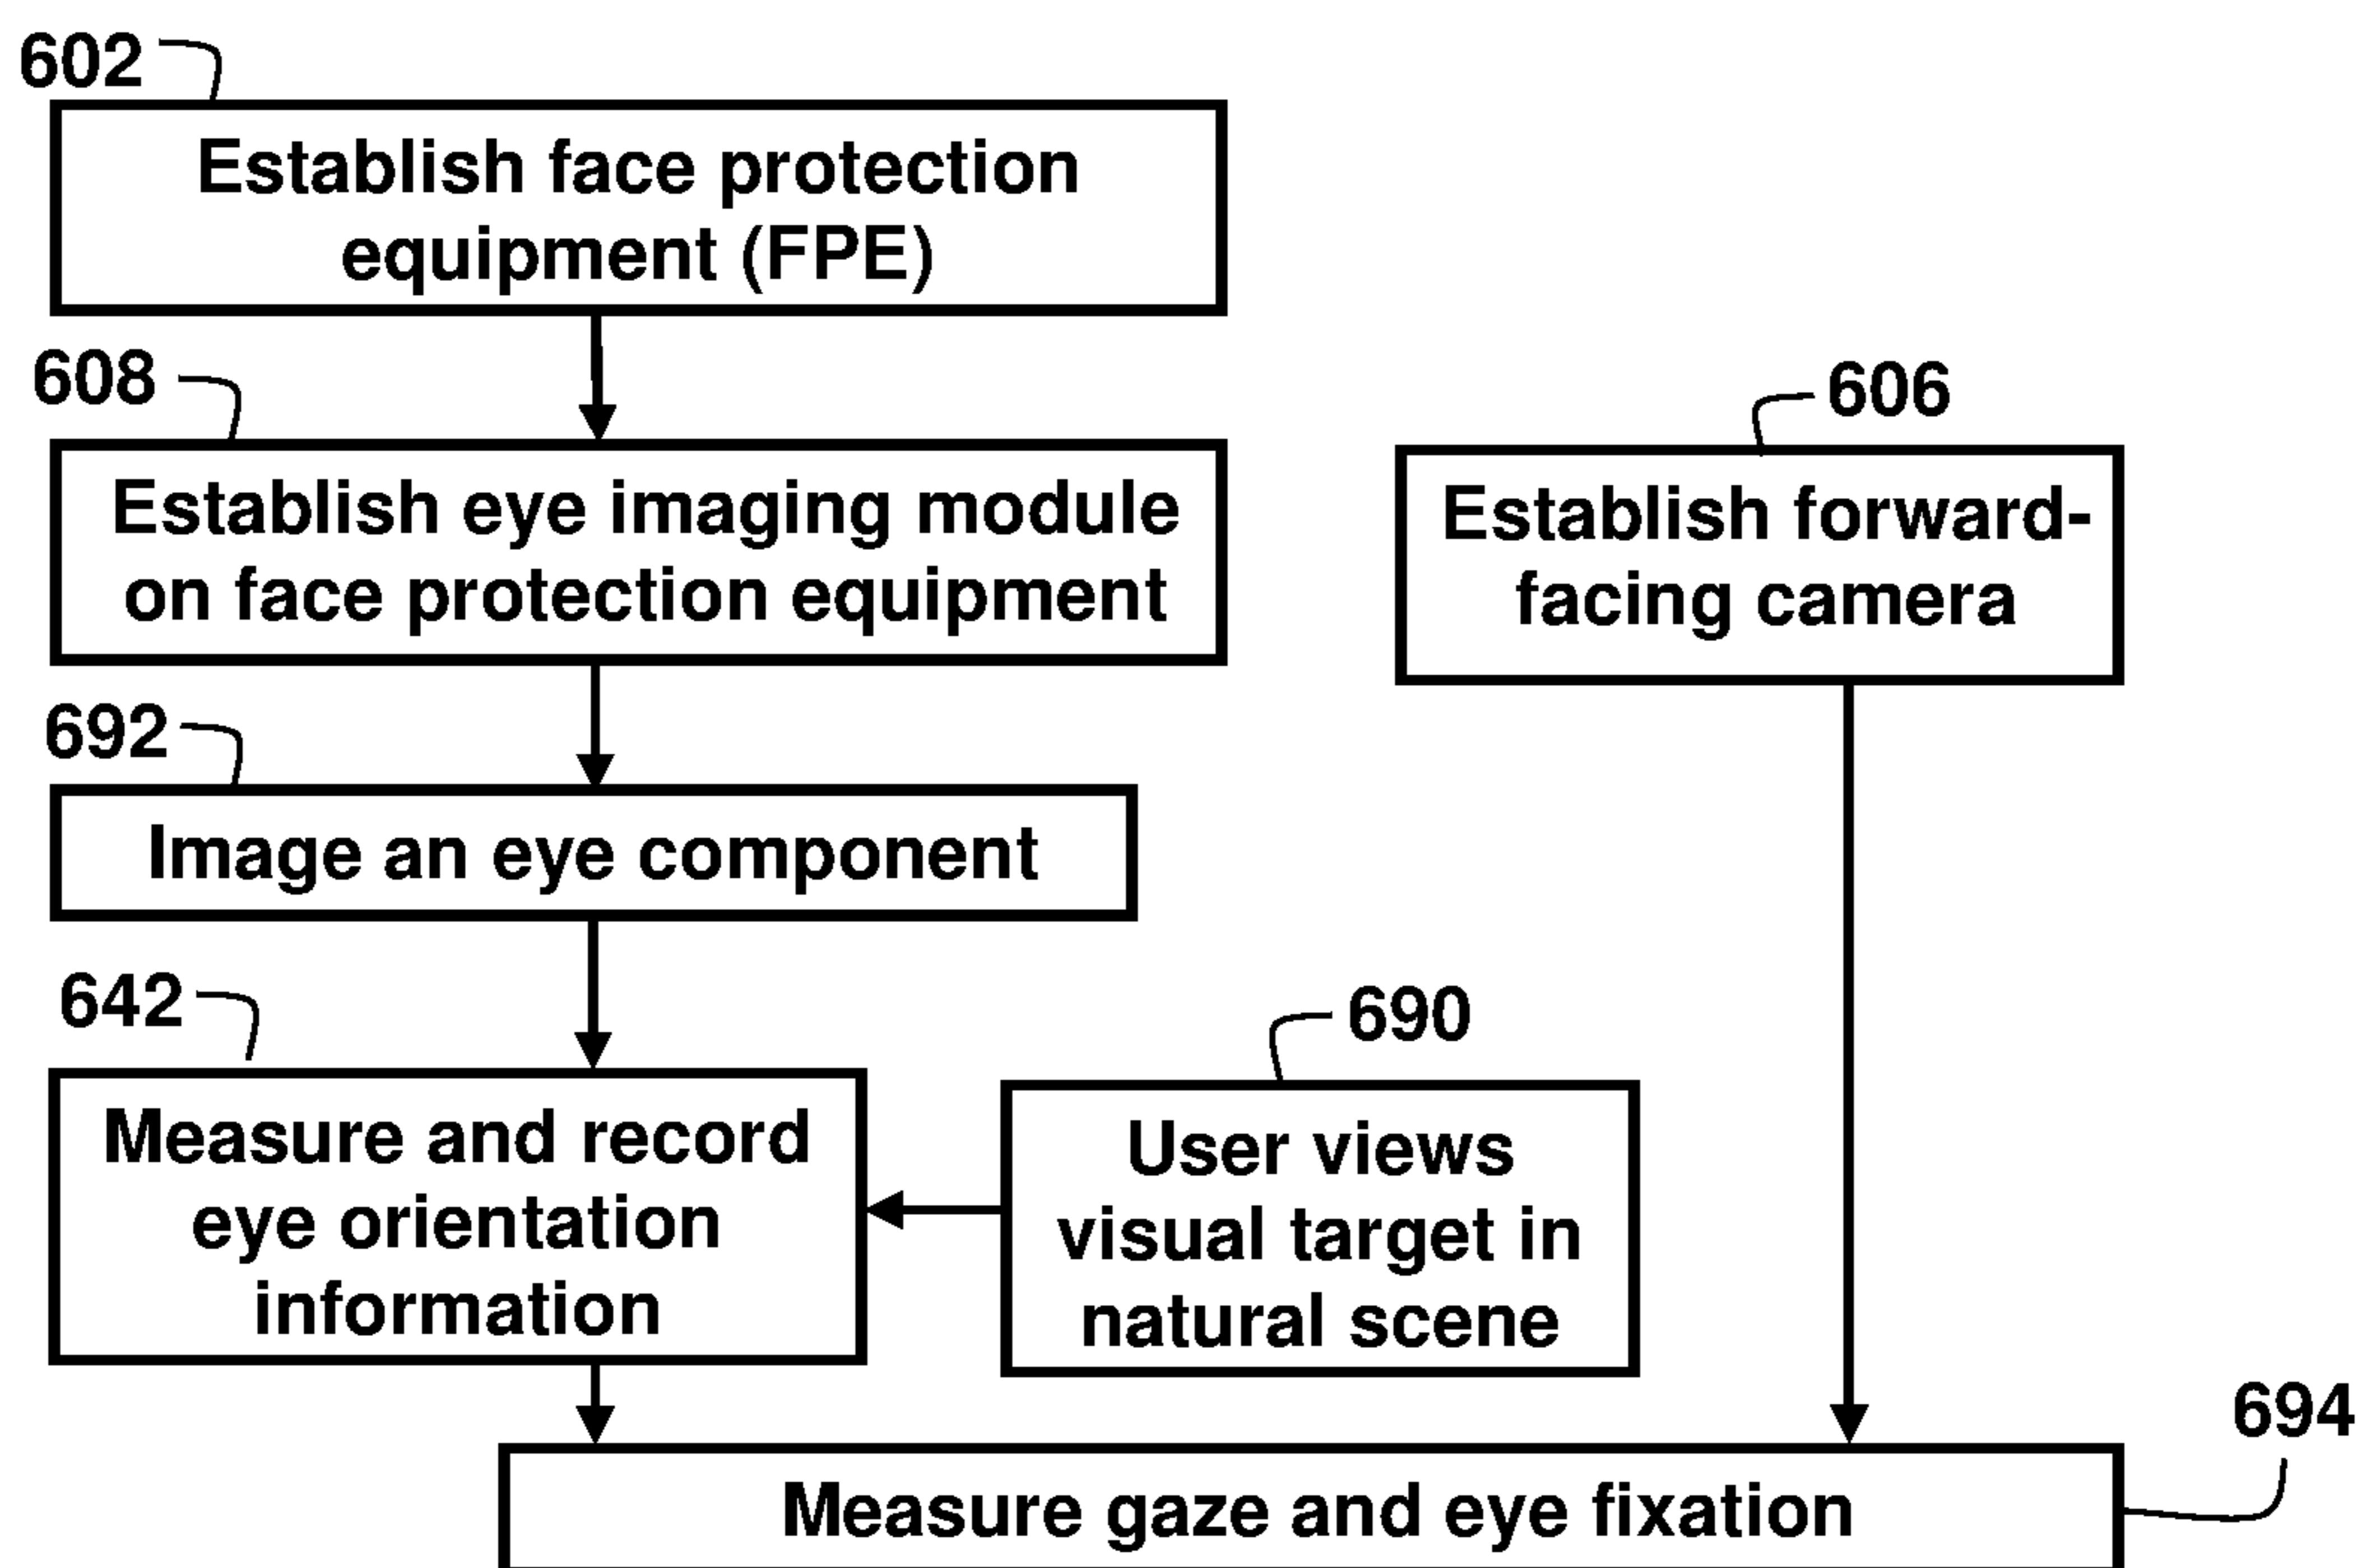 602
Establish face protection
equipment (FPE)
608
Establish eye imaging module
on face protection equipment
606
Establish forward-
facing camera
692
Image an eye component
642
Measure and record
eye orientation
information
690
User views
visual target in
natural scene
694
Measure gaze and eye fixation